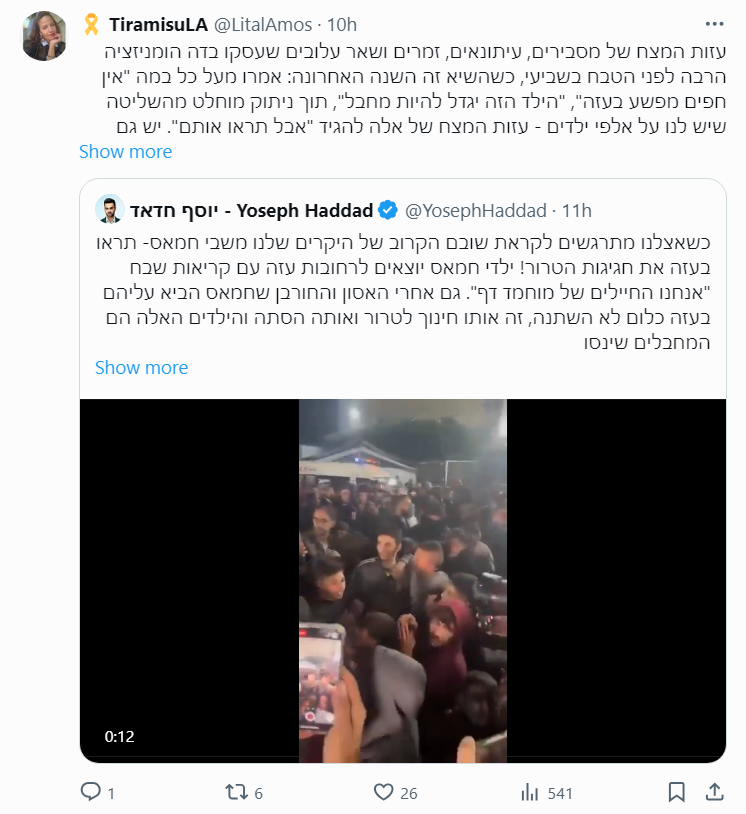 TiramisuLA @LitalAmos · 10h
עזות המצח של מסבירים, עיתונאים, זמרים ושאר עלובים שעסקו בדה הומניזציה
הרבה לפני הטבח בשביעי, כשהשיא זה השנה האחרונה: אמרו מעל כל במה "אין
חפים מפשע בעזה", "הילד הזה יגדל להיות מחבל", תוך ניתוק מוחלט מהשליטה
שיש לנו על אלפי ילדים - עזות המצח של אלה להגיד "אבל תראו אותם". יש גם
Show more
יוסף חדאד - Yoseph Haddad @YosephHaddad · 11h
כשאצלנו מתרגשים לקראת שובם הקרוב של היקרים שלנו משבי חמאס- תראו
בעזה את חגיגות הטרור! ילדי חמאס יוצאים לרחובות עזה עם קריאות שבח
"אנחנו החיילים של מוחמד דף". גם אחרי האסון והחורבן שחמאס הביא עליהם
בעזה כלום לא השתנה, זה אותו חינוך לטרור ואותה הסתה והילדים האלה הם
המחבלים שינסו
Show more
0:12
1 6 26 541